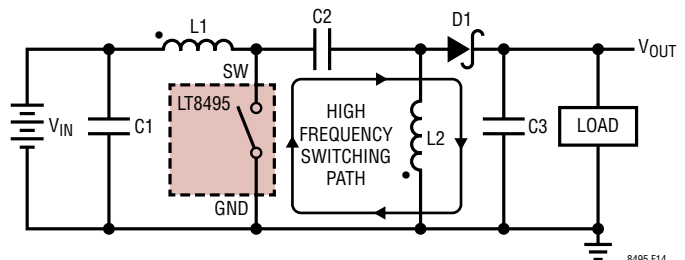 L1
C2
D1
VOUT
SW
LT8495
VIN
C1
HIGH
FREQUENCY
SWITCHING
PATH
L2
C3
LOAD
GND
8495 F14